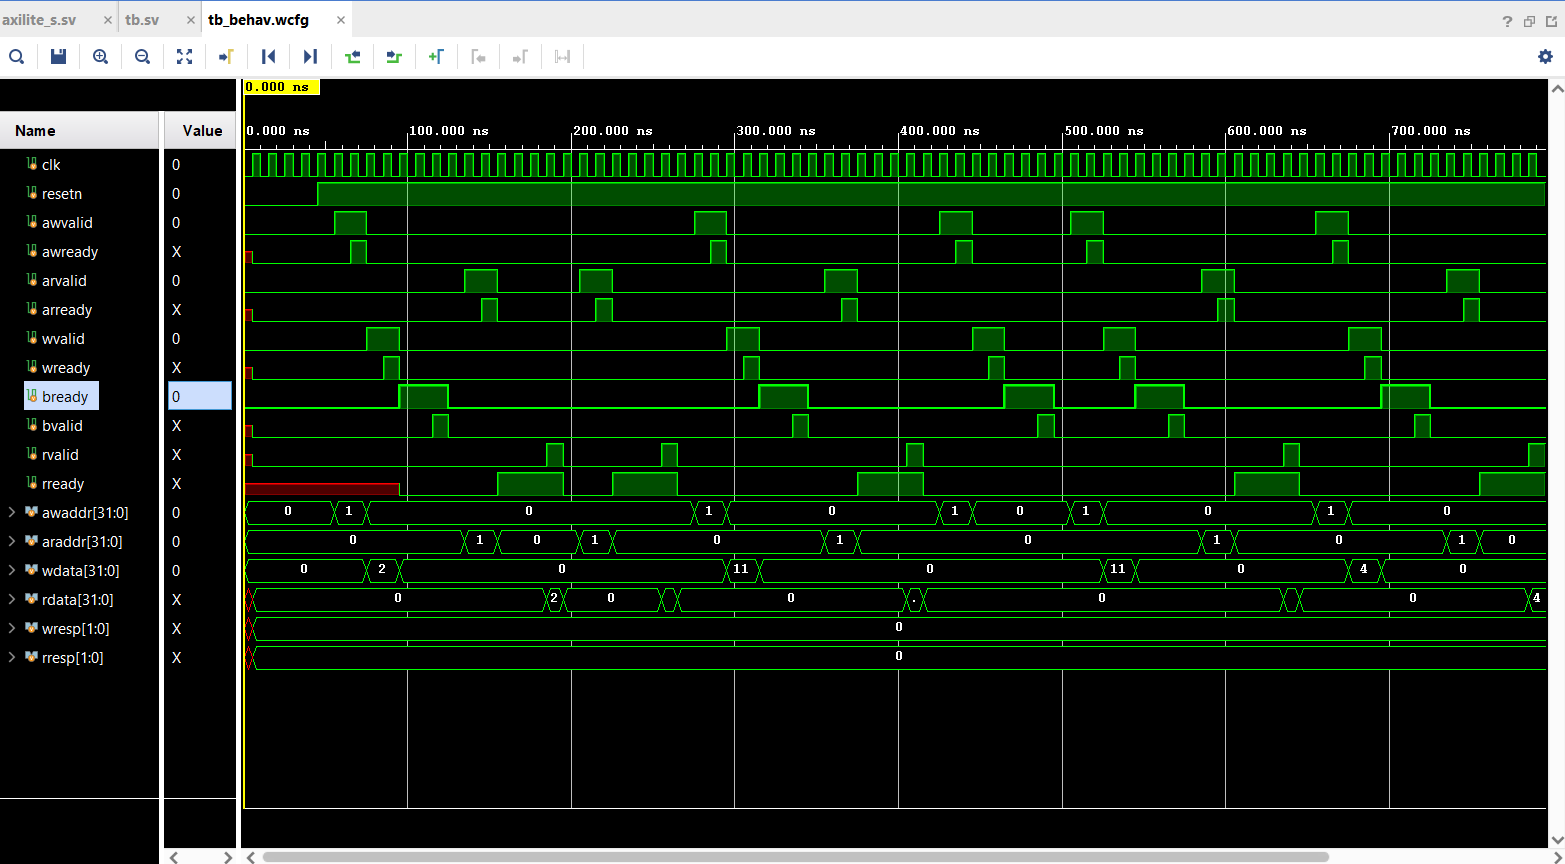 axilite_s.sv × tb.sv × tb_behav.wcfg ×
?
0.000 ns
Name Value
0.000 ns 100.000 ns 200.000 ns 300.000 ns 400.000 ns 500.000 ns 600.000 ns 700.000 ns
clk 0
resetn 0
awvalid 0
awready X
arvalid 0
arready X
wvalid 0
wready X
bready 0
bvalid X
rvalid X
rready X
awaddr[31:0] 0 0 1 0 1 0 1 0 1 0 1 0
araddr[31:0] 0 0 1 0 1 0 1 0 1 0 1 0
wdata[31:0] 0 0 2 0 11 0 11 0 4 0
rdata[31:0] X 0 2 0 0 . 0 0 4
wresp[1:0] X 0
rresp[1:0] X 0